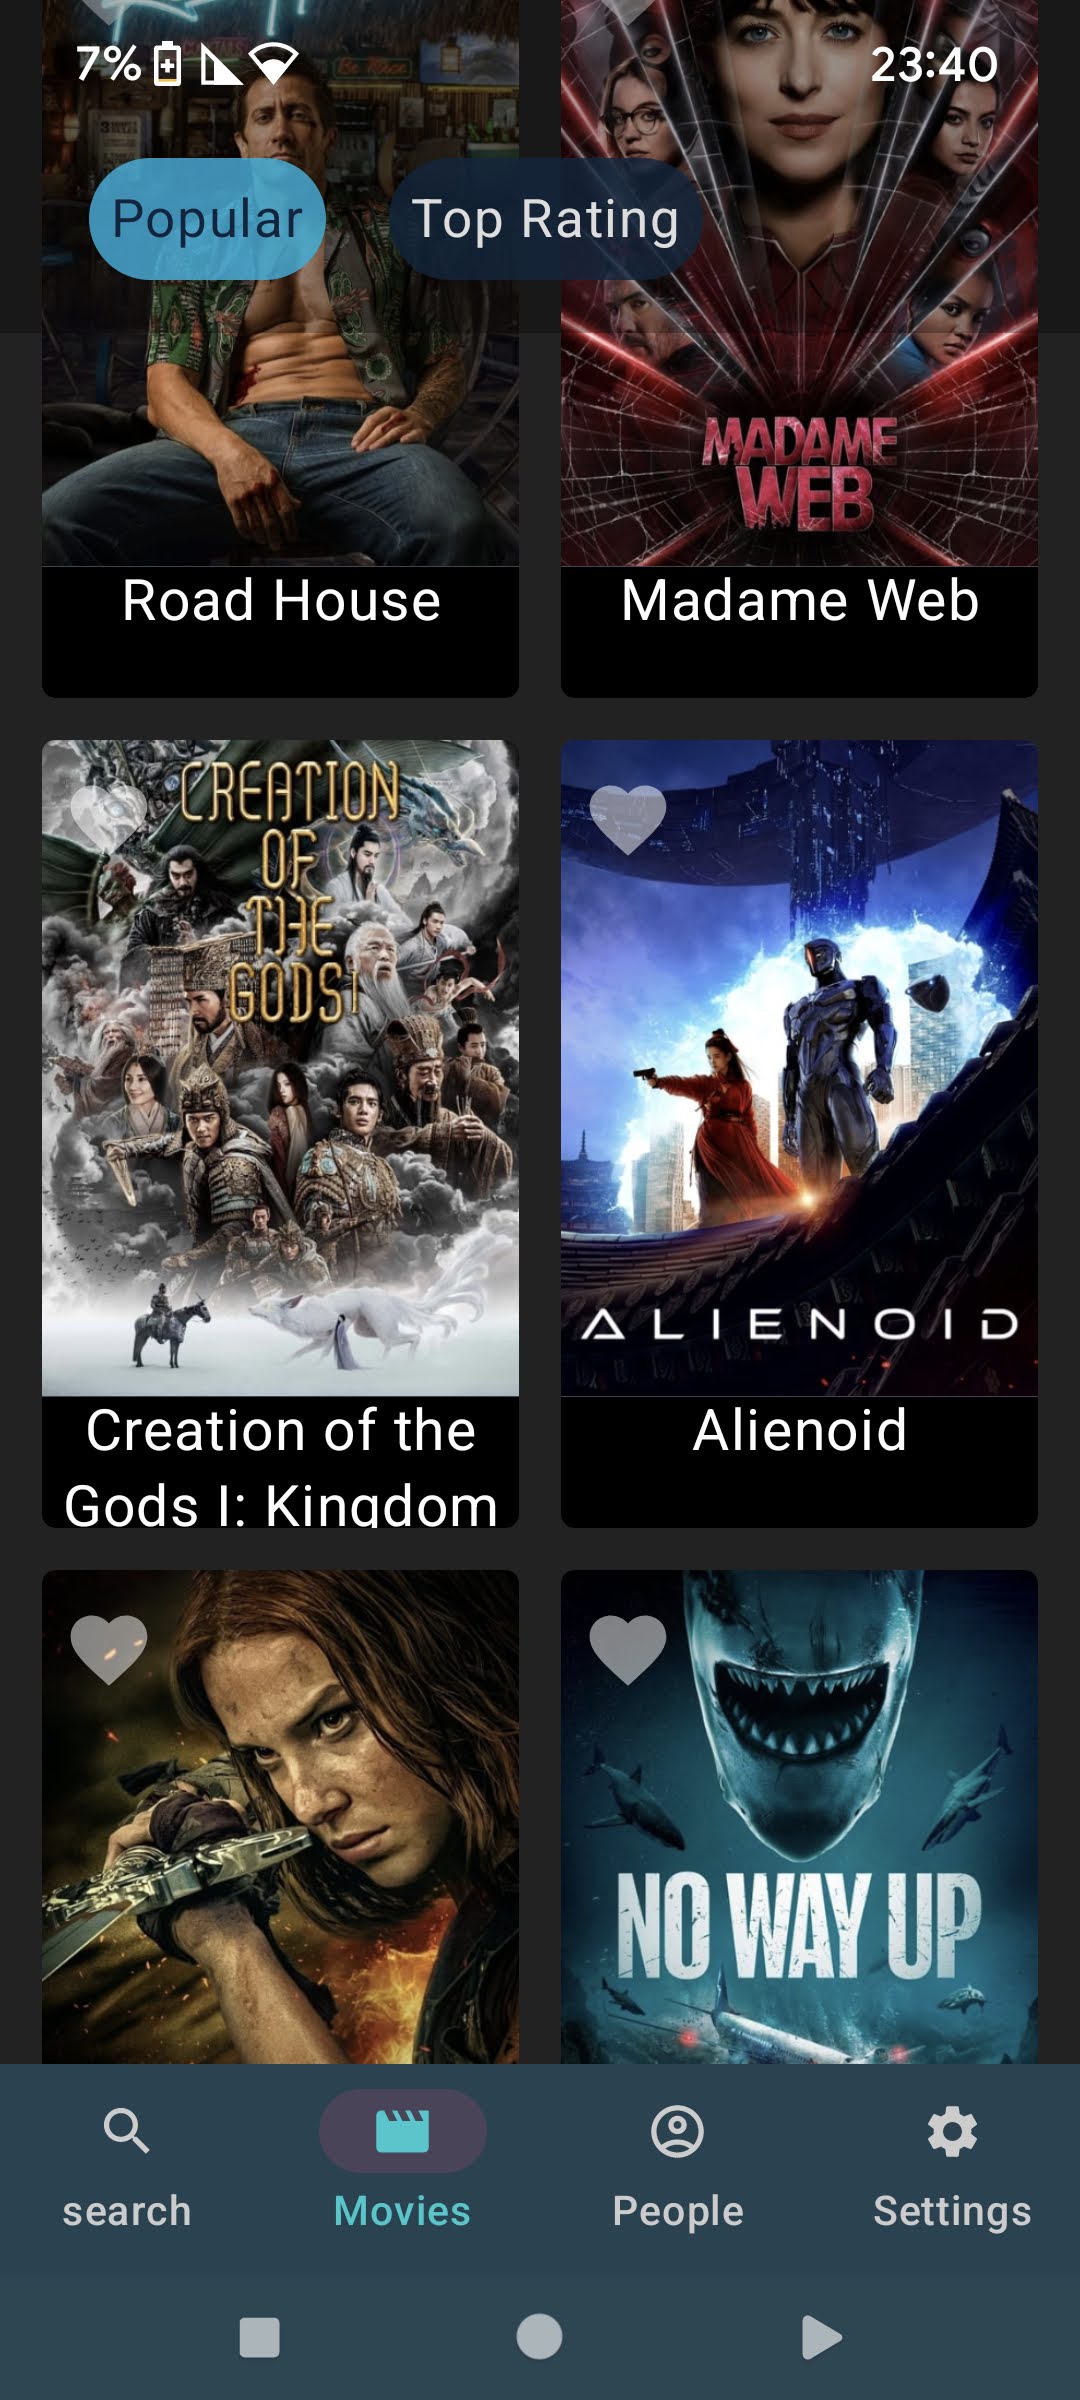 7%
23:40
Popular
Top Rating
MADAME
WEB
Road House
Madame Web
CREATION
OF
THE
GODS I
ALIENOID
Creation of the
Gods I: Kingdom
Alienoid
NO WAY UP
search
Movies
People
Settings